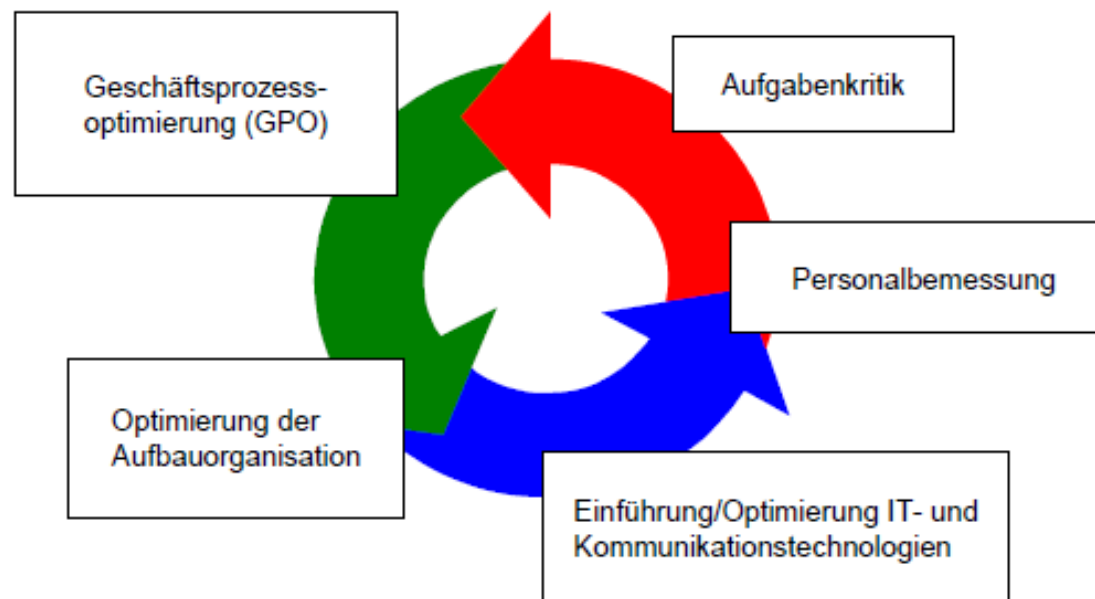 Geschäftsprozess-
optimierung (GPO)
Aufgabenkritik
Personalbemessung
Optimierung der
Aufbauorganisation
Einführung/Optimierung IT- und
Kommunikationstechnologien